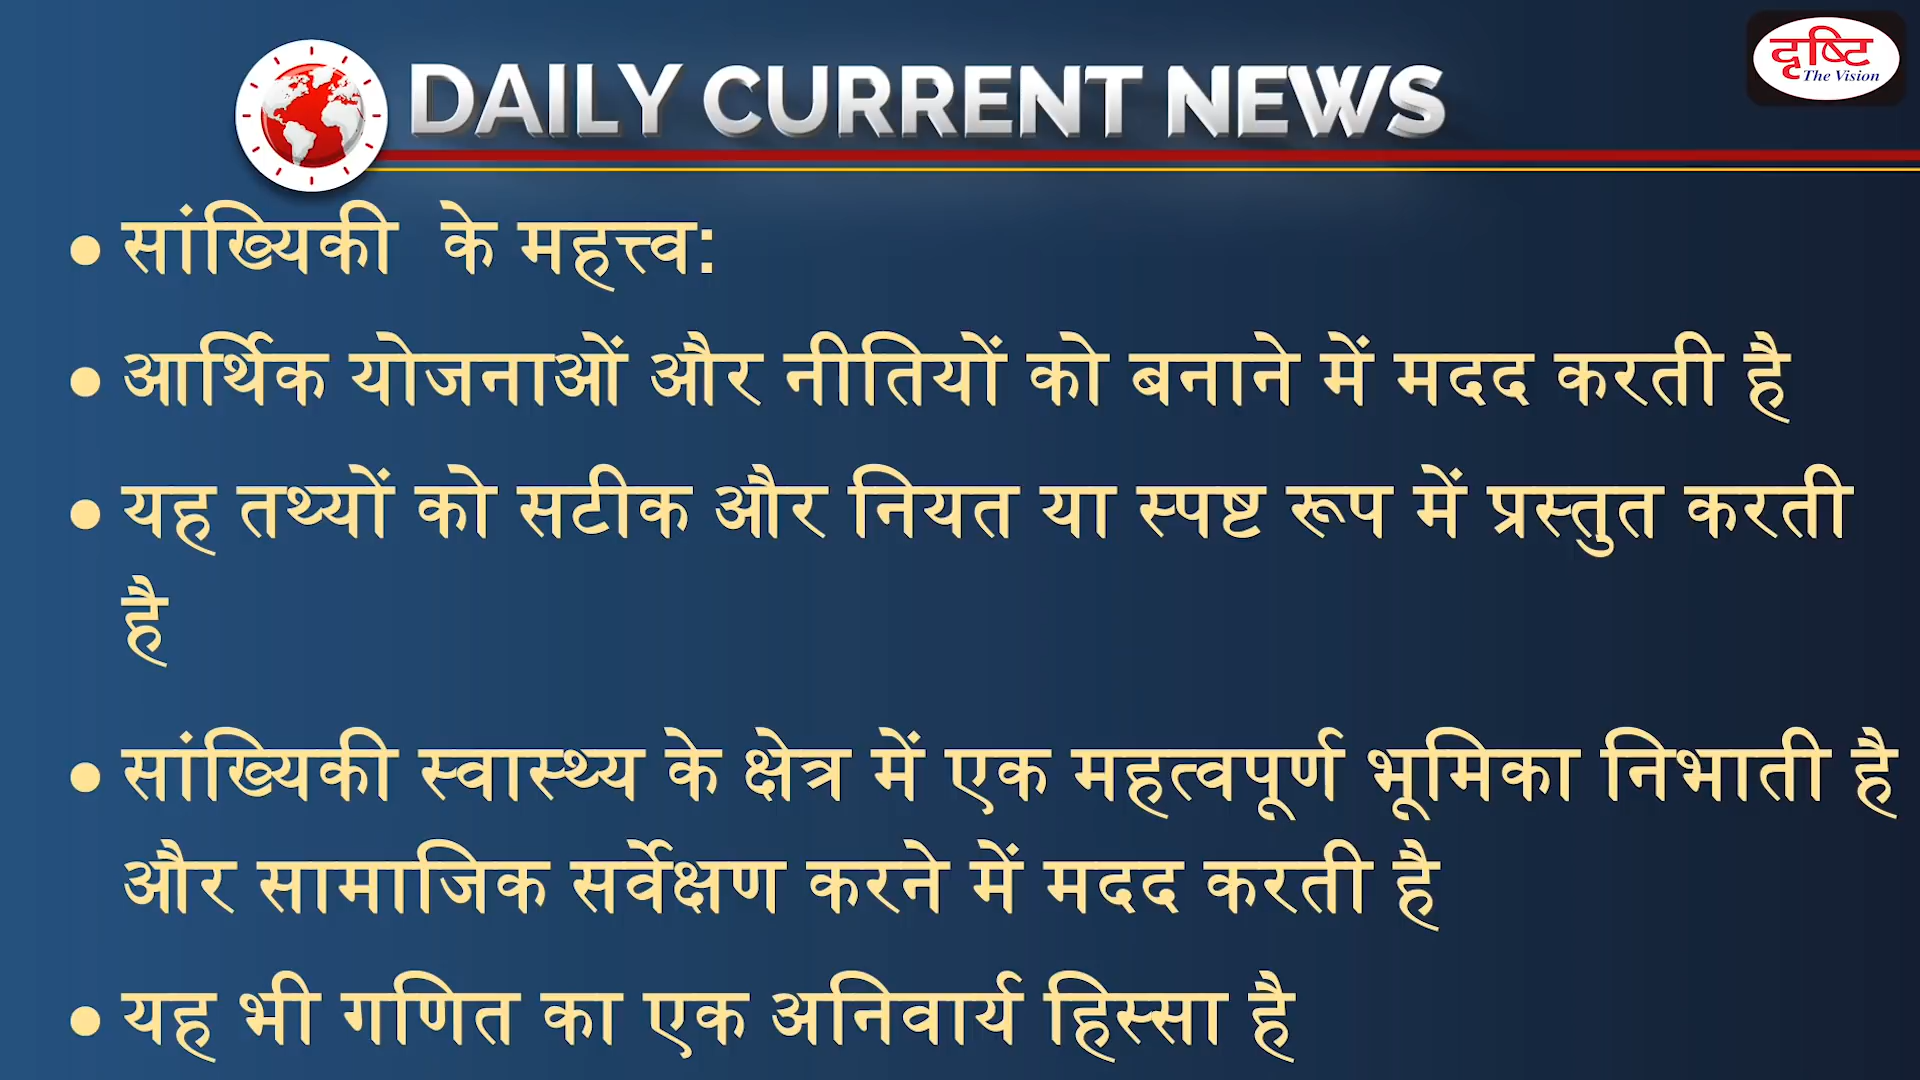 DAILY CURRENT NEWS
दृष्टि
The Vision
• सांख्यिकी के महत्त्व:
• आर्थिक योजनाओं और नीतियों को बनाने में मदद करती है
• यह तथ्यों को सटीक और नियत या स्पष्ट रूप में प्रस्तुत करती
है
• सांख्यिकी स्वास्थ्य के क्षेत्र में एक महत्वपूर्ण भूमिका निभाती है
और सामाजिक सर्वेक्षण करने में मदद करती है
• यह भी गणित का एक अनिवार्य हिस्सा है